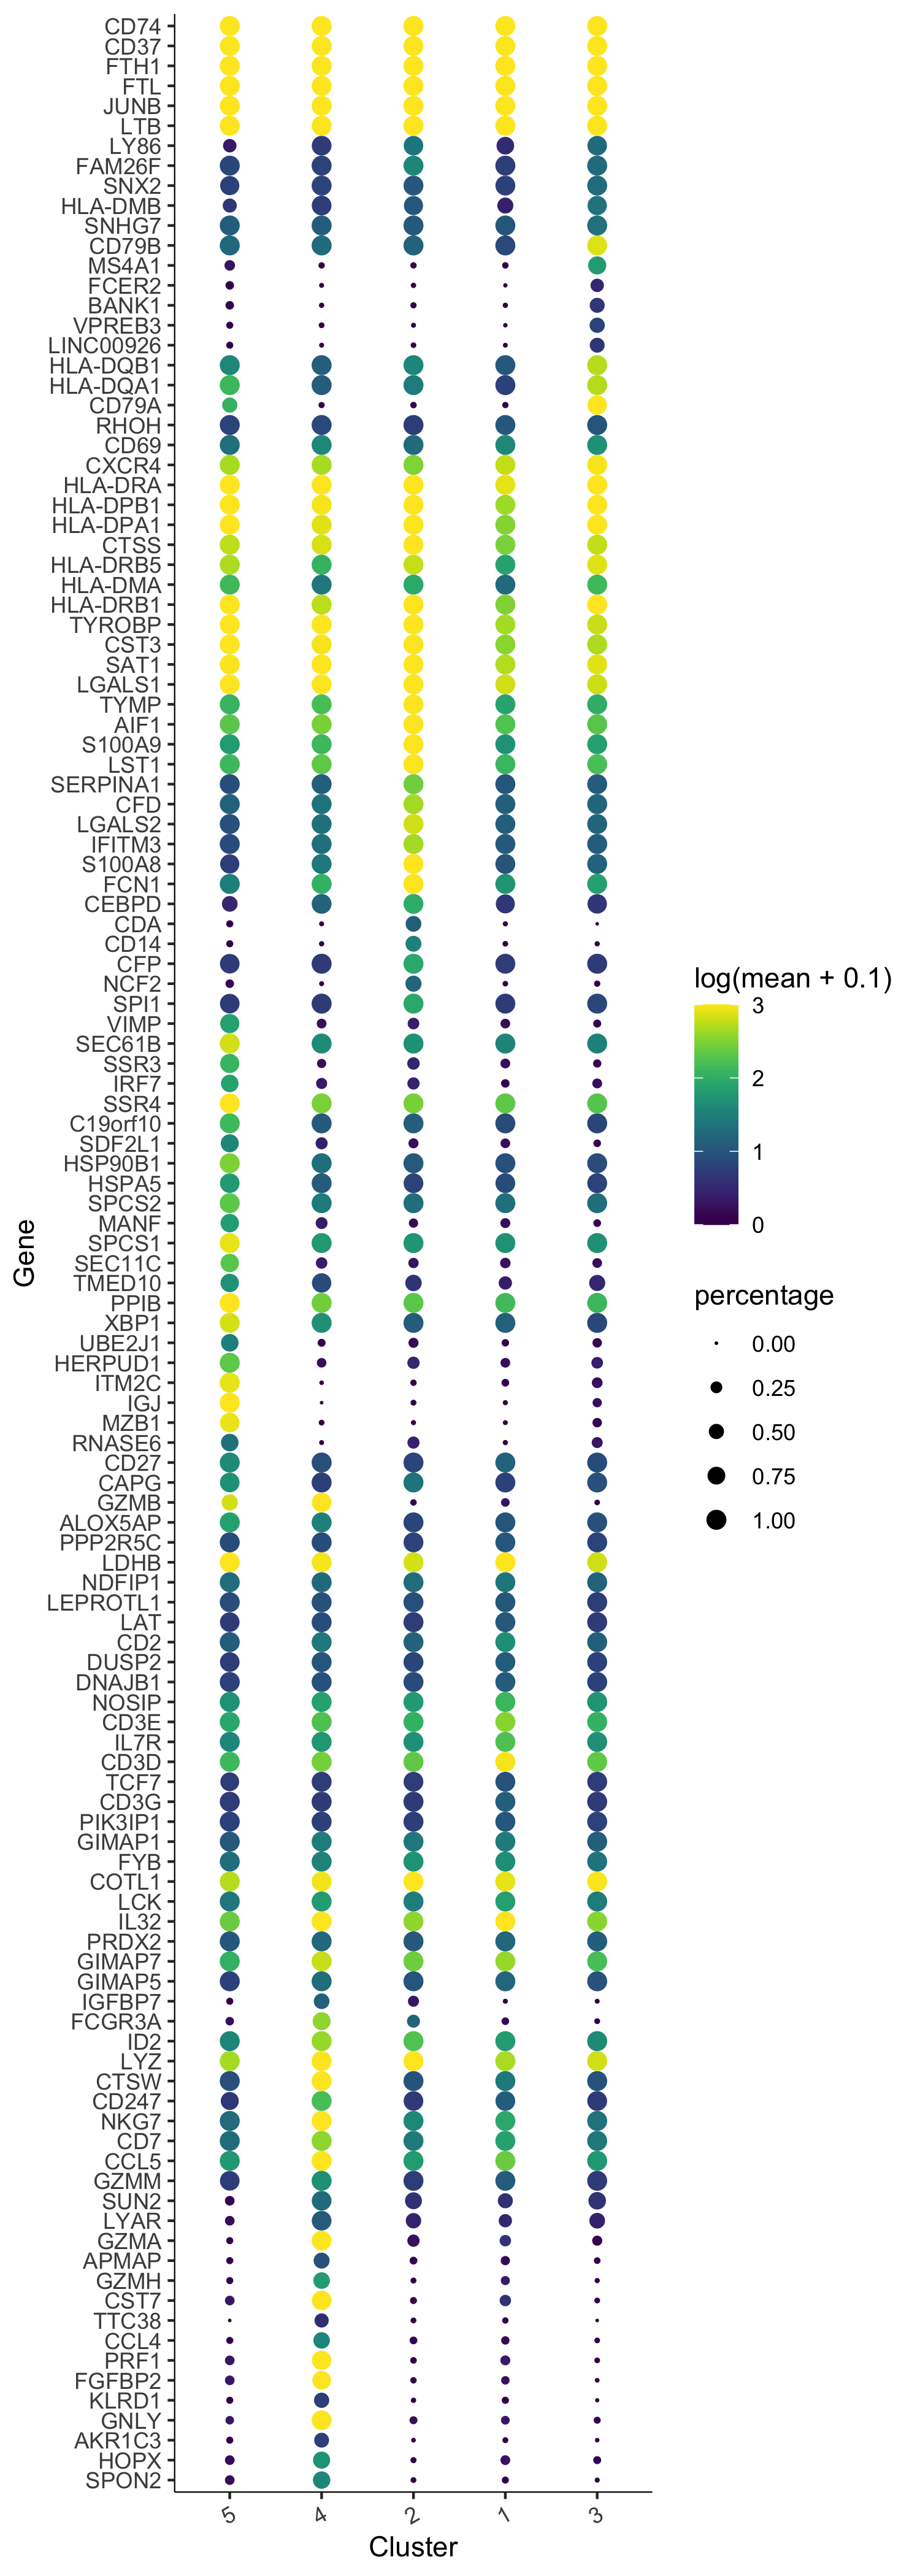 CD74
CD37
FTH1
FTL
JUNB
LTB
LY86
FAM26F
SNX2
HLA-DMB
SNHG7
CD79B
MS4A1
FCER2
BANK1
VPREB3
LINC00926
HLA-DQB1
HLA-DQA1
CD79A
RHOH
CD69
CXCR4
HLA-DRA
HLA-DPB1
HLA-DPA1
CTSS
HLA-DRB5
HLA-DMA
HLA-DRB1
TYROBP
CST3
SAT1
LGALS1
TYMP
AIF1
S100A9
LST1
SERPINA1
CFD
LGALS2
IFITM3
S100A8
FCN1
CEBPD
CDA
CD14
CFP
NCF2
SPI1
VIMP
SEC61B
SSR3
IRF7
SSR4
C19orf10
SDF2L1
HSP90B1
HSPA5
SPCS2
MANF
SPCS1
SEC11C
TMED10
PPIB
XBP1
UBE2J1
HERPUD1
ITM2C
IGJ
MZB1
RNASE6
CD27
CAPG
GZMB
ALOX5AP
PPP2R5C
LDHB
NDFIP1
LEPROTL1
LAT
CD2
DUSP2
DNAJB1
NOSIP
CD3E
IL7R
CD3D
TCF7
CD3G
PIK3IP1
GIMAP1
FYB
COTL1
LCK
IL32
PRDX2
GIMAP7
GIMAP5
IGFBP7
FCGR3A
ID2
LYZ
CTSW
CD247
NKG7
CD7
CCL5
GZMM
SUN2
LYAR
GZMA
APMAP
GZMH
CST7
TTC38
CCL4
PRF1
FGFBP2
KLRD1
GNLY
AKR1C3
HOPX
SPON2
Gene
5 4 2 1 3
Cluster
log(mean + 0.1)
3
2
1
0
percentage
0.00
0.25
0.50
0.75
1.00